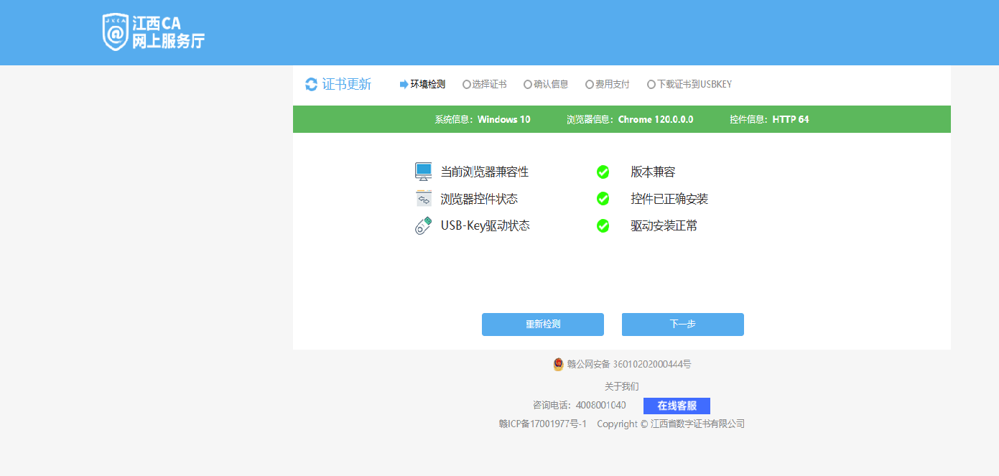 JXCA
江西CA
网上服务厅
证书更新 环境检测 选择证书 确认信息 费用支付 下载证书到USBKEY
系统信息：Windows 10 浏览器信息：Chrome 120.0.0.0 控件信息：HTTP 64
当前浏览器兼容性 版本兼容
浏览器控件状态 控件已正确安装
USB-Key驱动状态 驱动安装正常
重新检测 下一步
赣公网安备 36010202000444号
关于我们
咨询电话：4008001040 在线客服
赣ICP备17001977号-1 Copyright © 江西省数字证书有限公司